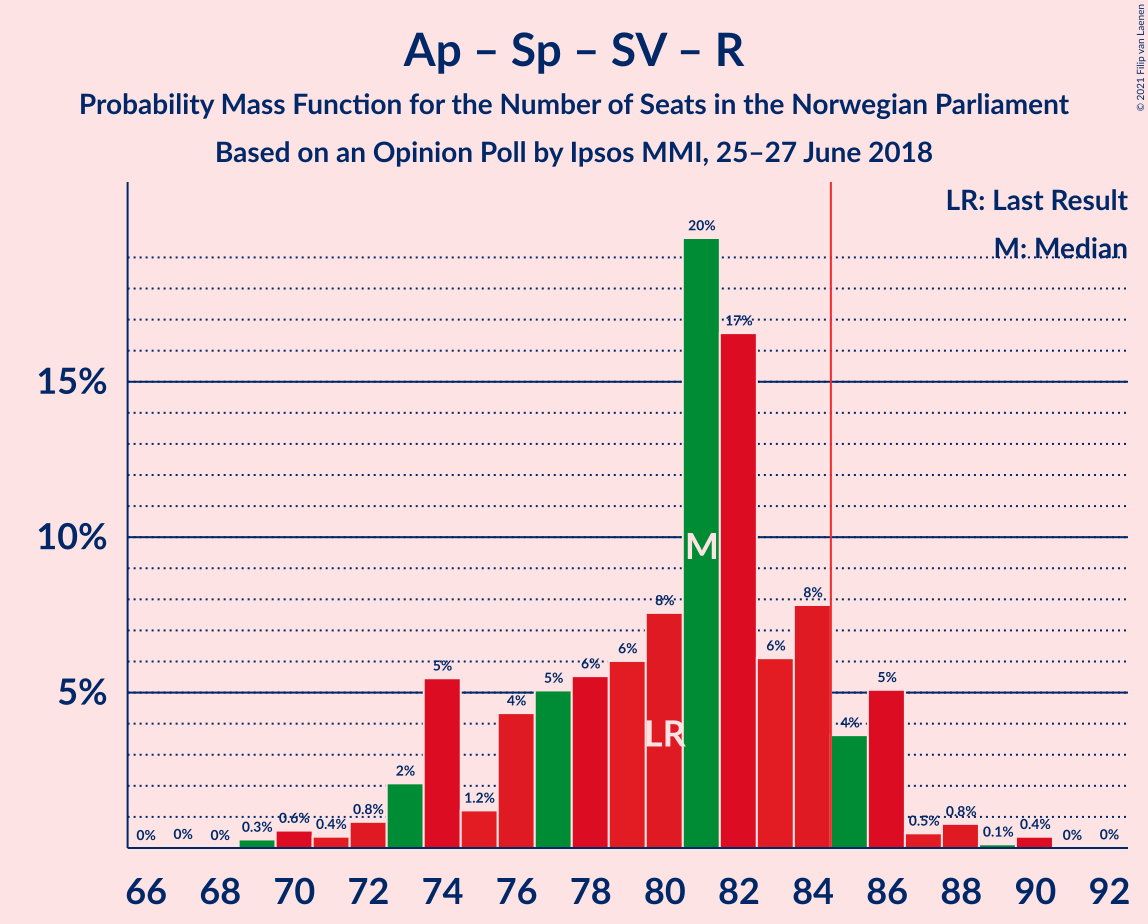 Ap – Sp – SV – R
Probability Mass Function for the Number of Seats in the Norwegian Parliament
Based on an Opinion Poll by Ipsos MMI, 25–27 June 2018
© 2021 Filip van Laenen
LR: Last Result
M: Median
15%
10%
5%
0% 0% 0% 0.3% 0.6% 0.4% 0.8% 2% 5% 1.2% 4% 5% 6% 6% 8% 20% 17% 6% 8% 4% 5% 0.5% 0.8% 0.1% 0.4% 0% 0%
M
LR
66 68 70 72 74 76 78 80 82 84 86 88 90 92